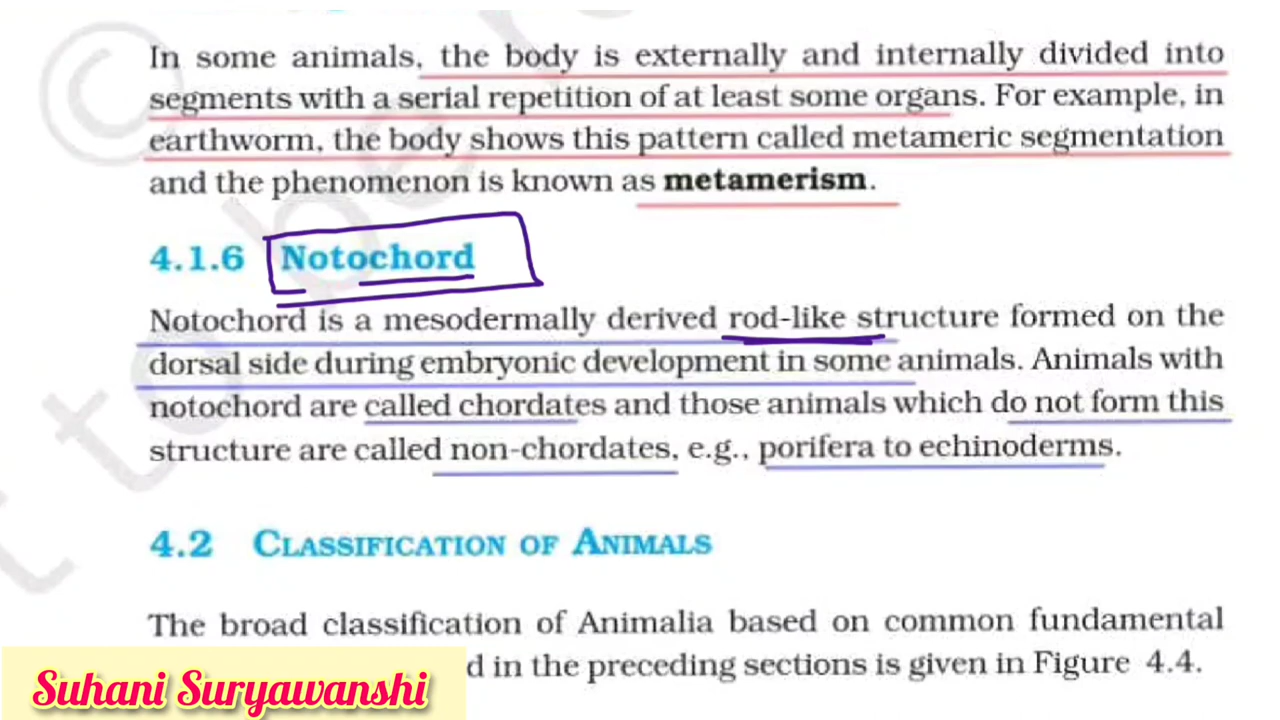 In some animals, the body is externally and internally divided into
segments with a serial repetition of at least some organs. For example, in
earthworm, the body shows this pattern called metameric segmentation
and the phenomenon is known as metamerism.
4.1.6 Notochord
Notochord is a mesodermally derived rod-like structure formed on the
dorsal side during embryonic development in some animals. Animals with
notochord are called chordates and those animals which do not form this
structure are called non-chordates, e.g., porifera to echinoderms.
4.2 CLASSIFICATION OF ANIMALS
The broad classification of Animalia based on common fundamental
d in the preceding sections is given in Figure 4.4.
Suhani Suryawanshi